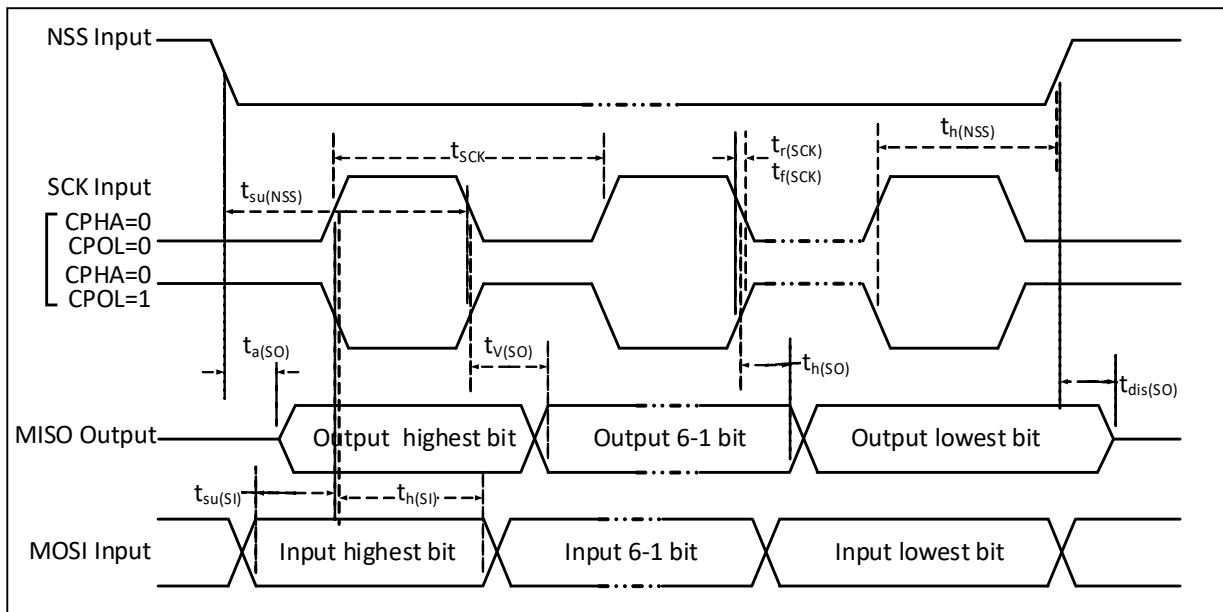 NSS Input
t_h(NSS)
t_SCK
t_r(SCK)
t_f(SCK)
SCK Input
t_su(NSS)
CPHA=0
CPOL=0
CPHA=0
CPOL=1
t_a(SO)
t_V(SO)
t_h(SO)
t_dis(SO)
MISO Output
Output highest bit
Output 6-1 bit
Output lowest bit
t_su(SI)
t_h(SI)
MOSI Input
Input highest bit
Input 6-1 bit
Input lowest bit